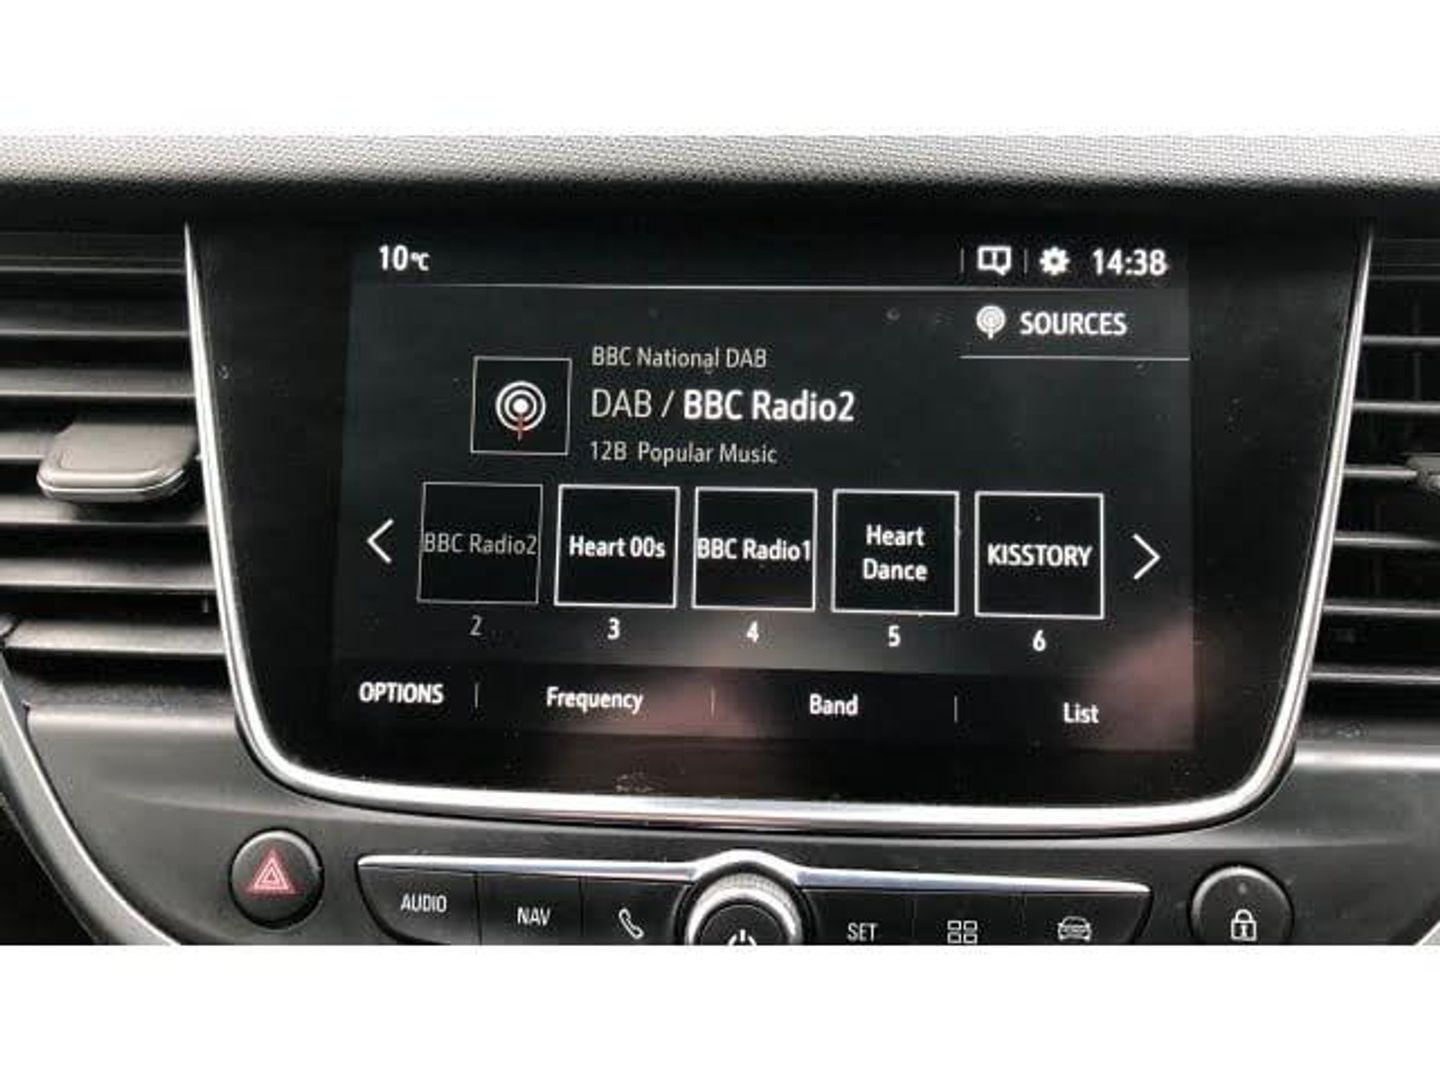 10°C
14:38
SOURCES
BBC National DAB
DAB / BBC Radio2
12B Popular Music
BBC Radio2
Heart 00s
BBC Radio1
Heart
Dance
KISSTORY
2
3
4
5
6
OPTIONS
Frequency
Band
List
AUDIO
NAV
SET